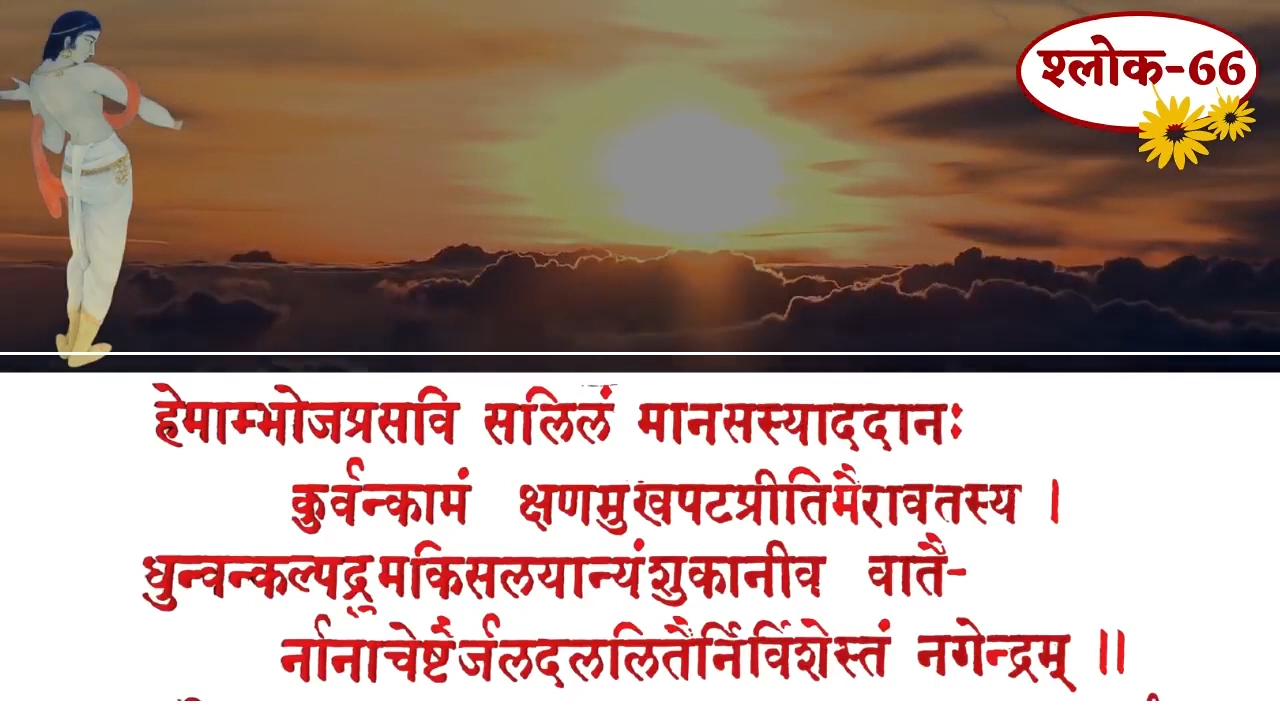 श्लोक-66
हेमाम्भोजप्रसवि सलिलं मानसस्याददानः
कुर्वन्कामं क्षणमुखपटप्रीतिमैरावतस्य ।
धुन्वन्कल्पद्रुमकिसलयान्यंशुकानीव वातै-
र्नानाचेष्टैर्जलदललितैर्निर्विशेस्तं नगेन्द्रम् ॥